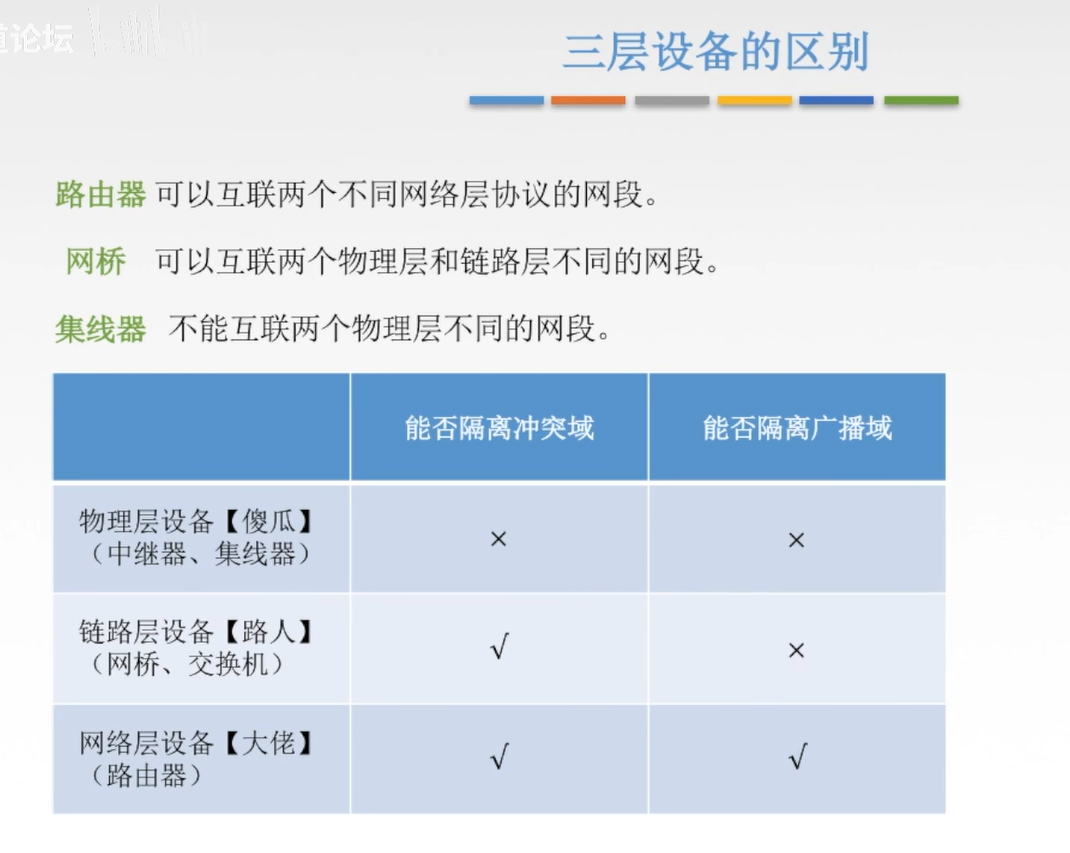 道论坛
三层设备的区别
路由器 可以互联两个不同网络层协议的网段。
网桥 可以互联两个物理层和链路层不同的网段。
集线器 不能互联两个物理层不同的网段。
能否隔离冲突域 能否隔离广播域
物理层设备【傻瓜】
（中继器、集线器） × ×
链路层设备【路人】
（网桥、交换机） √ ×
网络层设备【大佬】
（路由器） √ √